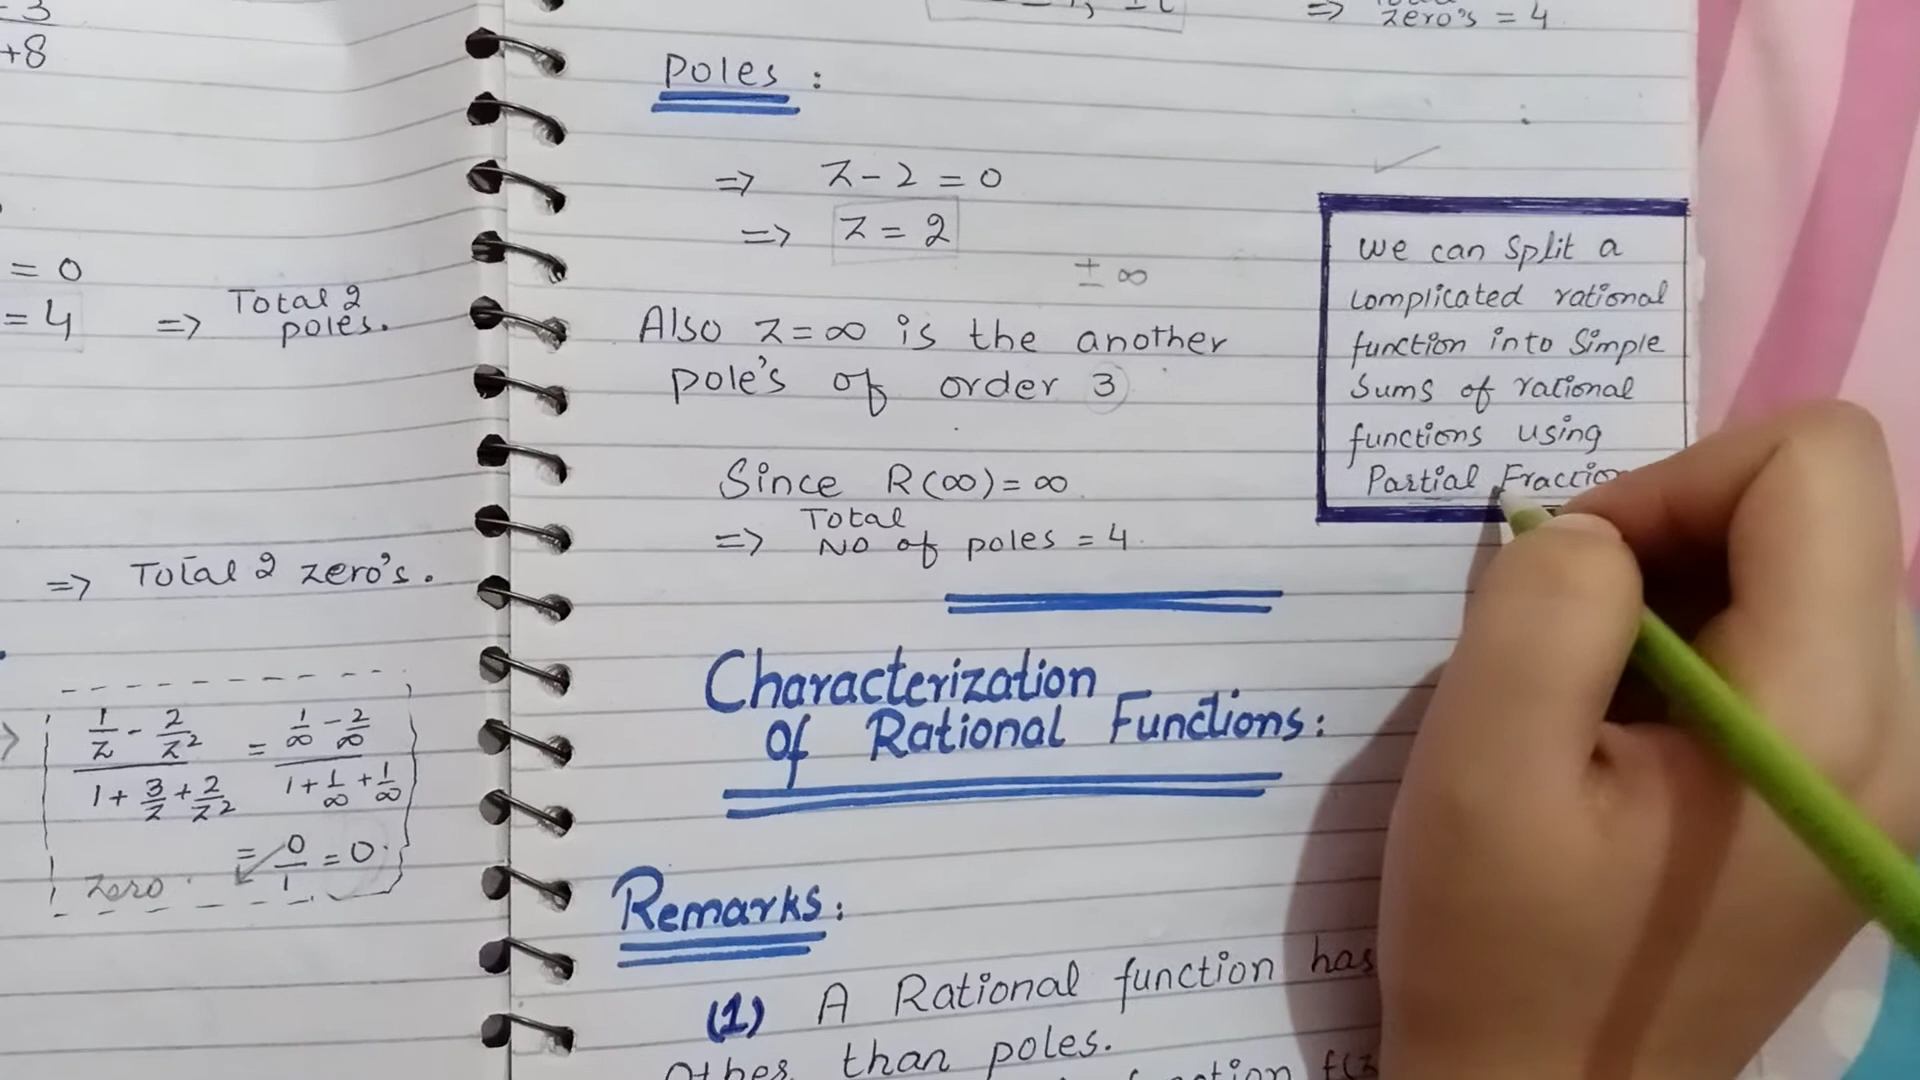 3
+8
= 0
= 4 => Total 2
poles.
=> Total 2 zero's.
1/z - 2/z² = 1/∞ - 2/∞
1 + 3/z + 2/z² 1 + 1/∞ + 1/∞
= 0/1 = 0
zero
=>
zero's = 4
Poles :
=> z - 2 = 0
=> z = 2
± ∞
Also z = ∞ is the another
pole's of order 3
Since R(∞) = ∞
Total
=> No of poles = 4
We can split a
complicated rational
function into simple
sums of rational
functions using
Partial Fractio
Characterization
of Rational Functions:
Remarks:
(1) A Rational function has
Other than poles.